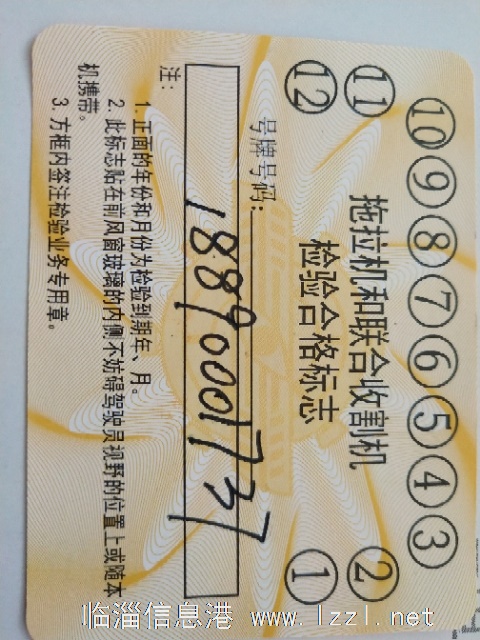 ⑩⑨⑧⑦⑥⑤④③
⑪ ②
拖拉机和联合收割机
⑫ ①
检验合格标志
号牌号码:
18890001737
注:
1. 正面的年份和月份为检验到期年、月。
2. 此标志贴在前风窗玻璃的内侧不妨碍驾驶员视野的位置上或随本
机携带。
3. 方框内签注检验业务专用章。
临淄信息港 www.lzzl.net